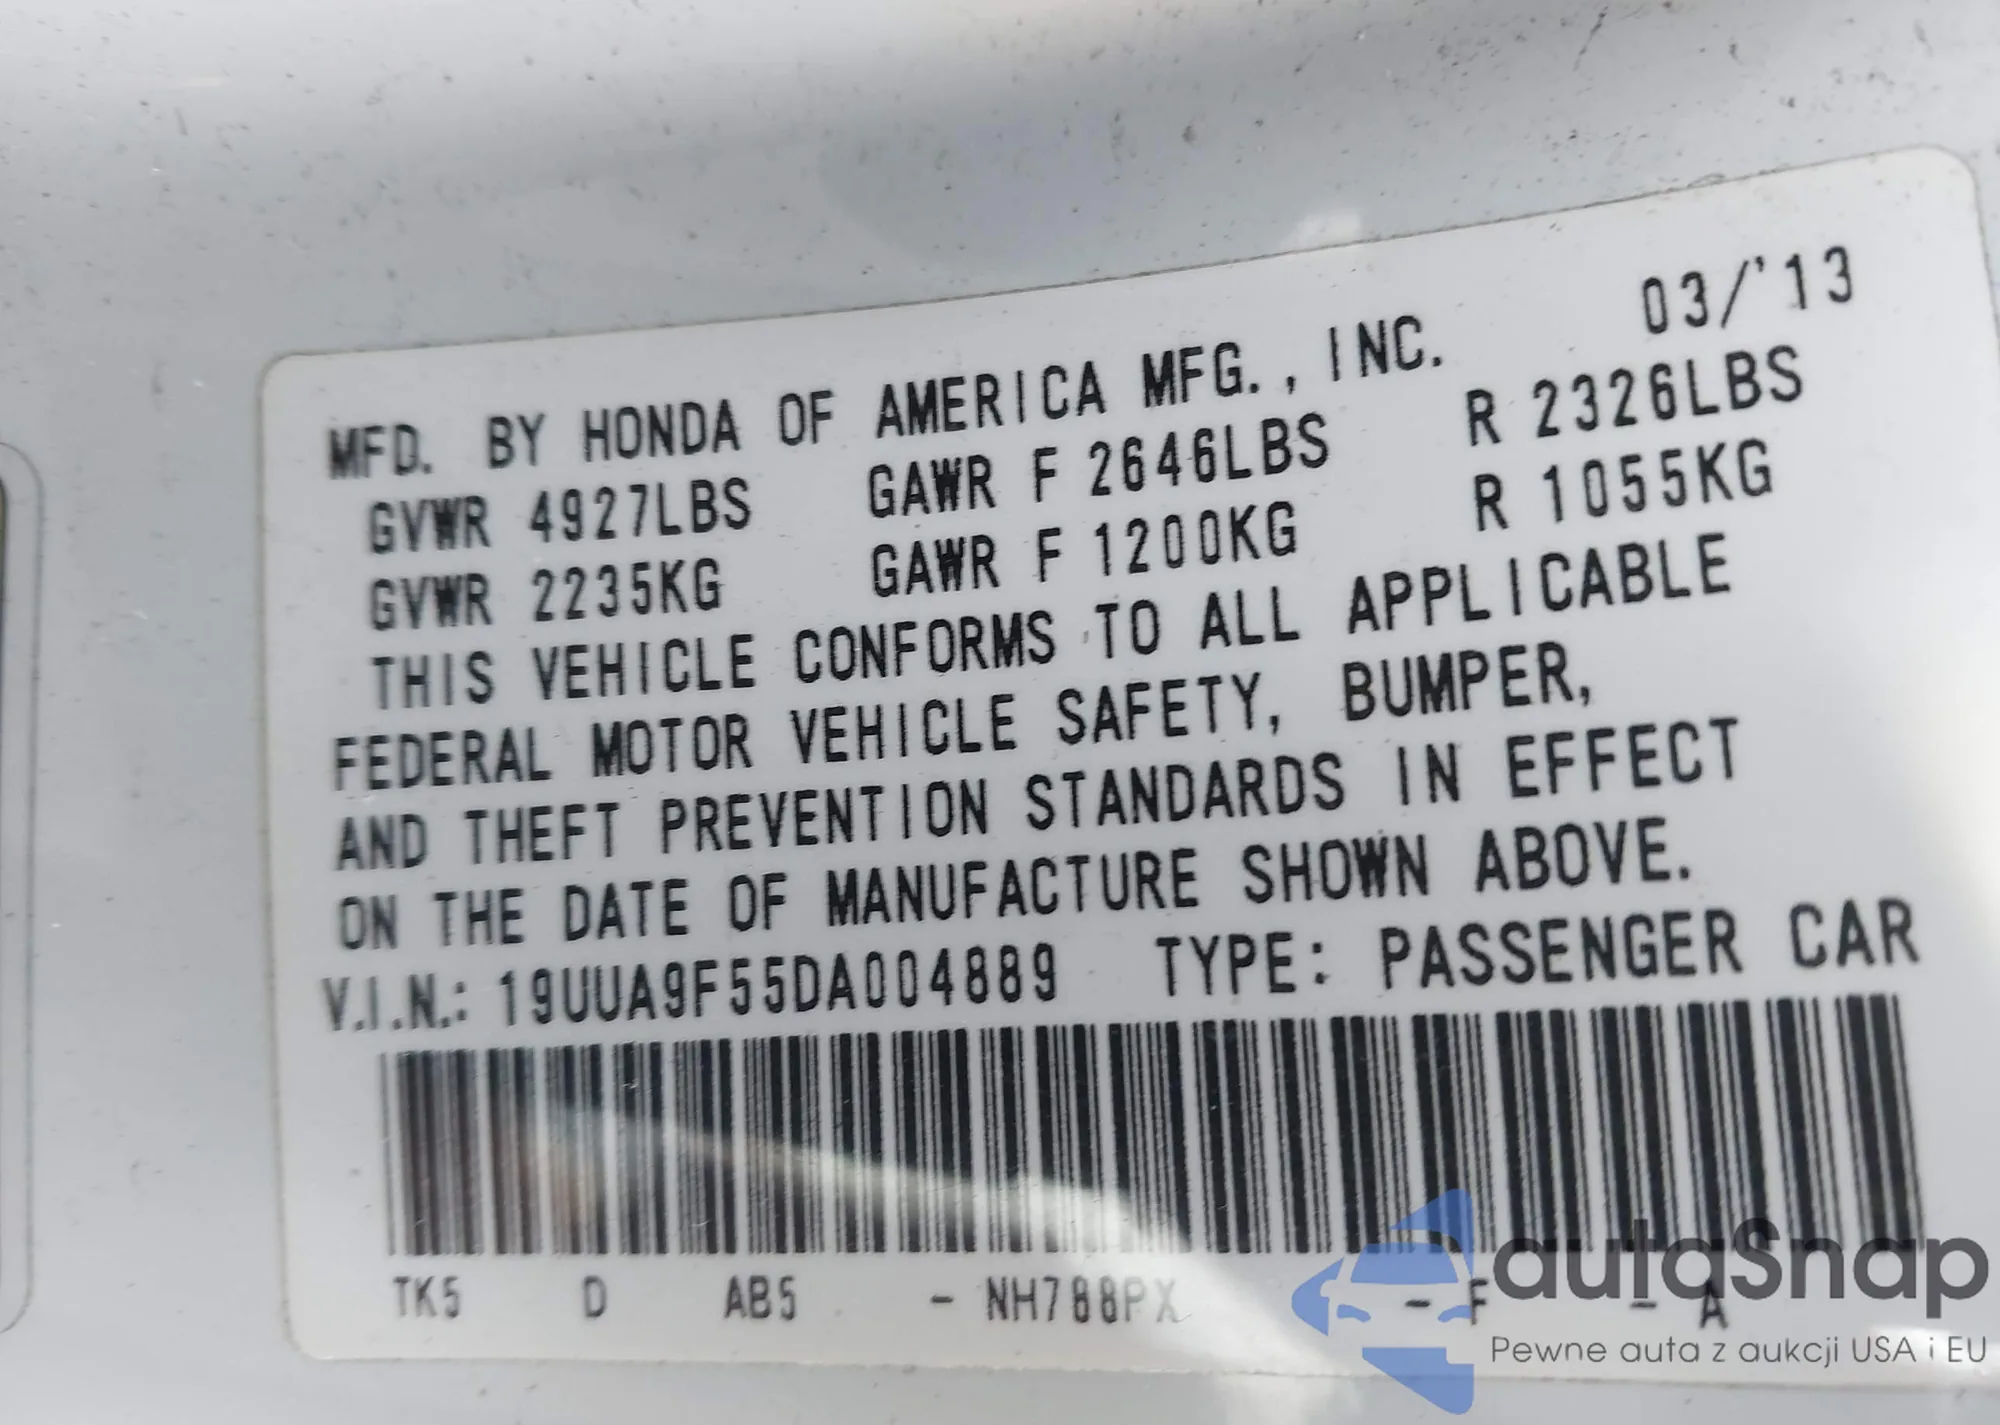 03/'13
MFD. BY HONDA OF AMERICA MFG., INC.
GVWR 4927LBS GAWR F 2646LBS R 2326LBS
GVWR 2235KG GAWR F 1200KG R 1055KG
THIS VEHICLE CONFORMS TO ALL APPLICABLE
FEDERAL MOTOR VEHICLE SAFETY, BUMPER,
AND THEFT PREVENTION STANDARDS IN EFFECT
ON THE DATE OF MANUFACTURE SHOWN ABOVE.
V.I.N.: 19UUA9F55DA004889 TYPE: PASSENGER CAR
TK5 D AB5 - NH788PX - F - A
autaSnap
Pewne auta z aukcji USA i EU